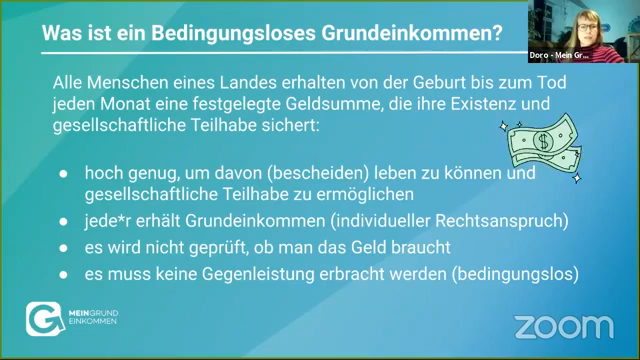 Was ist ein Bedingungsloses Grundeinkommen?
Doro - Mein Gr...
Alle Menschen eines Landes erhalten von der Geburt bis zum Tod
jeden Monat eine festgelegte Geldsumme, die ihre Existenz und
gesellschaftliche Teilhabe sichert:
● hoch genug, um davon (bescheiden) leben zu können und
gesellschaftliche Teilhabe zu ermöglichen
● jede*r erhält Grundeinkommen (individueller Rechtsanspruch)
● es wird nicht geprüft, ob man das Geld braucht
● es muss keine Gegenleistung erbracht werden (bedingungslos)
G
MEINGRUND
EINKOMMEN
zoom